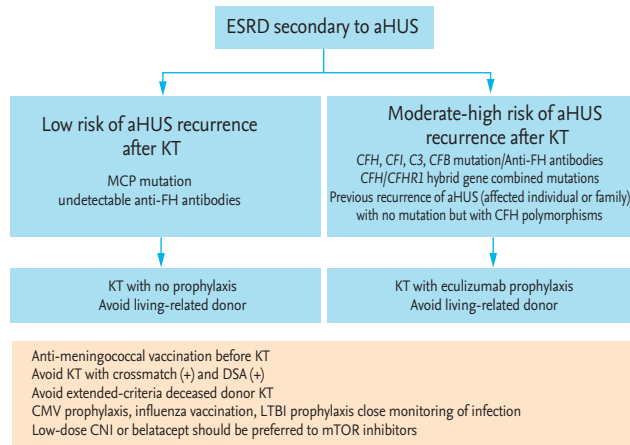 ESRD secondary to aHUS
Low risk of aHUS recurrence
after KT
MCP mutation
undetectable anti-FH antibodies
Moderate-high risk of aHUS
recurrence after KT
CFH, CFI, C3, CFB mutation/Anti-FH antibodies
CFH/CFHR1 hybrid gene combined mutations
Previous recurrence of aHUS (affected individual or family)
with no mutation but with CFH polymorphisms
KT with no prophylaxis
Avoid living-related donor
KT with eculizumab prophylaxis
Avoid living-related donor
Anti-meningococcal vaccination before KT
Avoid KT with crossmatch (+) and DSA (+)
Avoid extended-criteria deceased donor KT
CMV prophylaxis, influenza vaccination, LTBI prophylaxis close monitoring of infection
Low-dose CNI or belatacept should be preferred to mTOR inhibitors